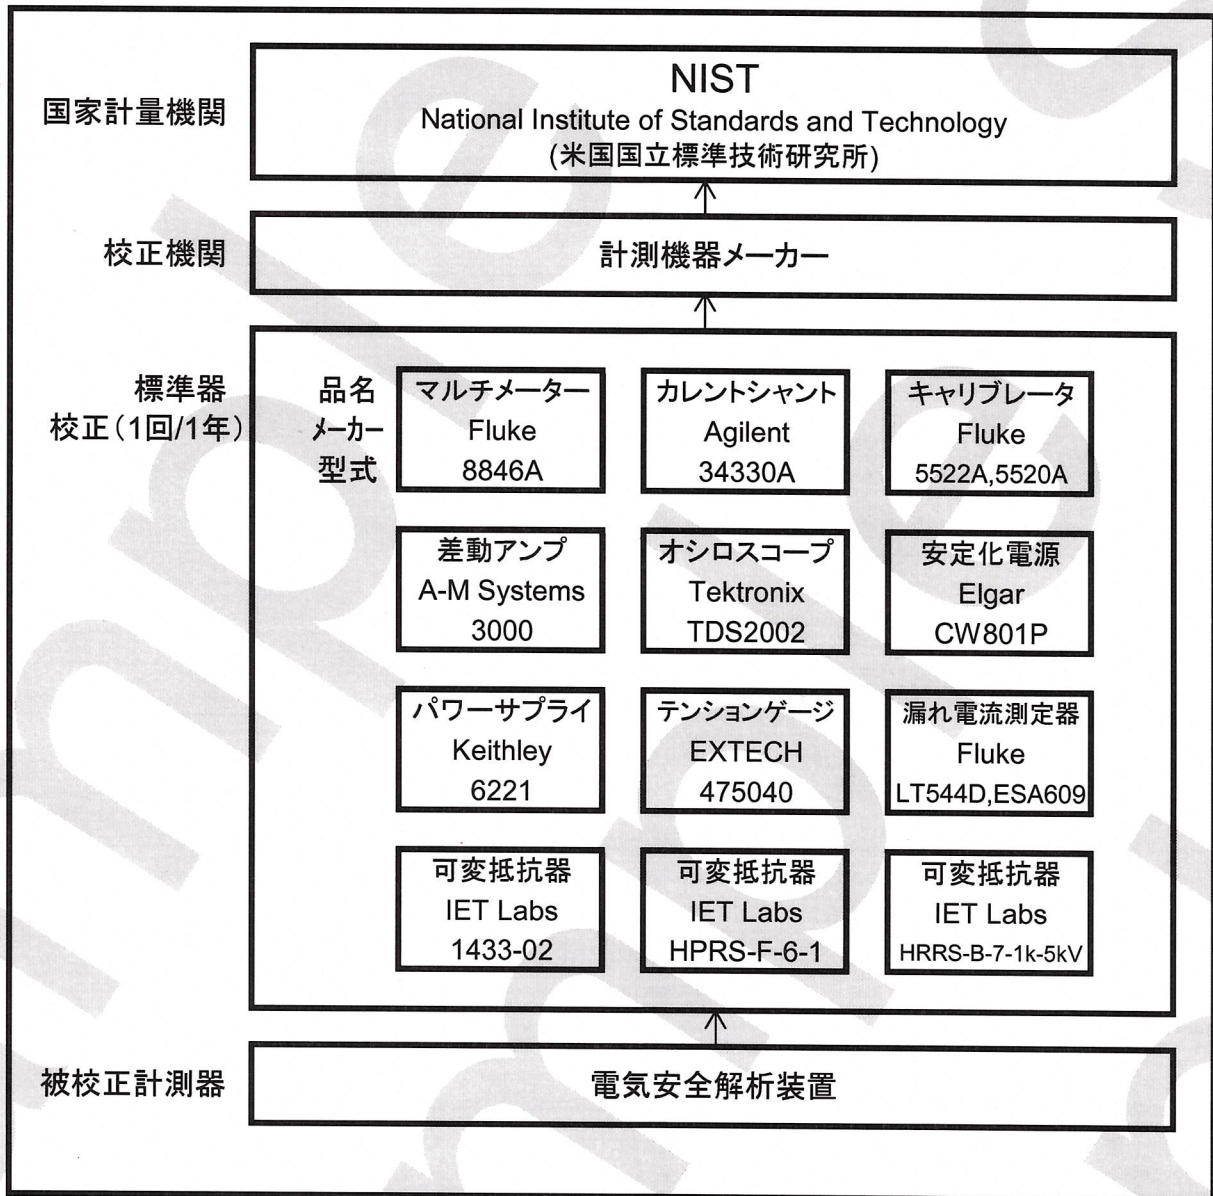 国家計量機関
NIST
National Institute of Standards and Technology
(米国国立標準技術研究所)
校正機関
計測機器メーカー
標準器
校正(1回/1年)
品名
メーカー
型式
マルチメーター
Fluke
8846A
カレントシャント
Agilent
34330A
キャリブレータ
Fluke
5522A,5520A
差動アンプ
A-M Systems
3000
オシロスコープ
Tektronix
TDS2002
安定化電源
Elgar
CW801P
パワーサプライ
Keithley
6221
テンションゲージ
EXTECH
475040
漏れ電流測定器
Fluke
LT544D,ESA609
可変抵抗器
IET Labs
1433-02
可変抵抗器
IET Labs
HPRS-F-6-1
可変抵抗器
IET Labs
HRRS-B-7-1k-5kV
被校正計測器
電気安全解析装置